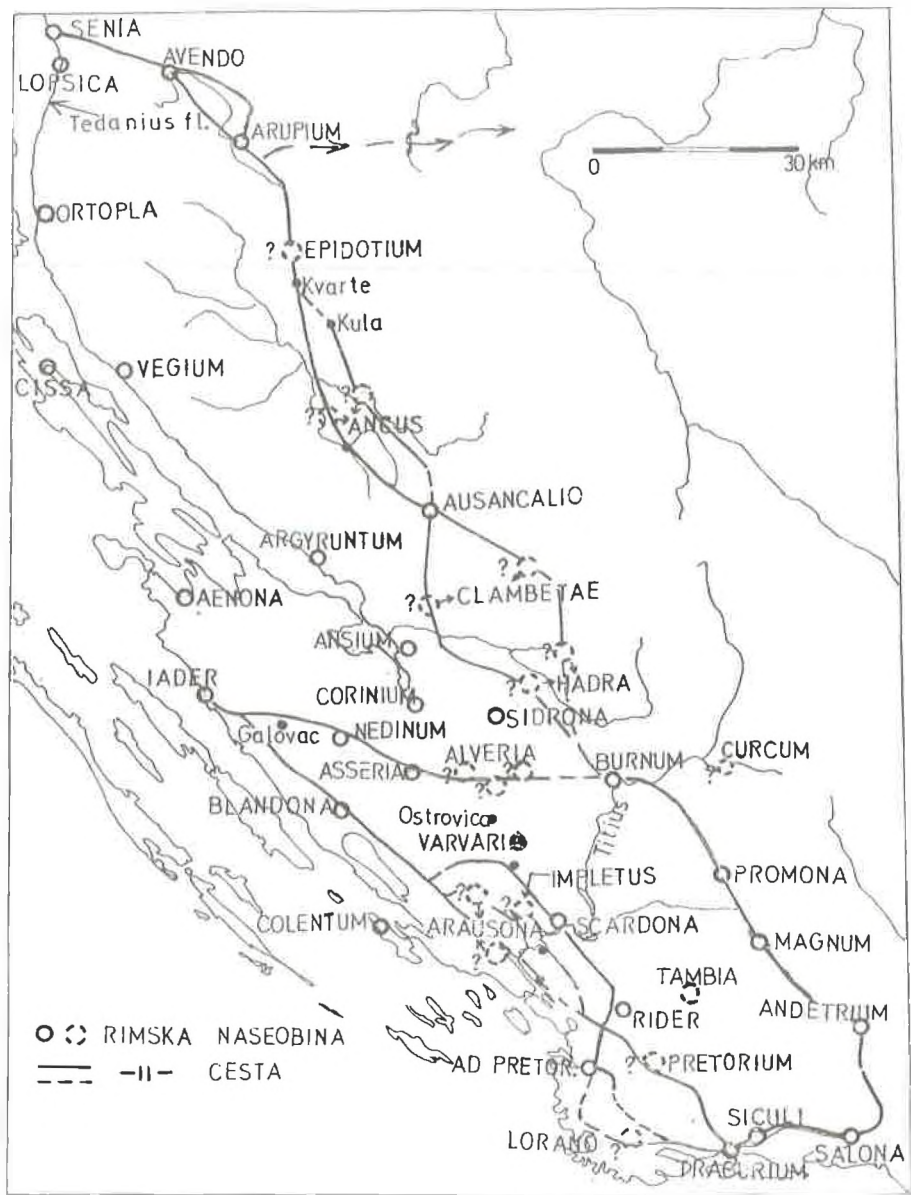 SENIA
LOPSICA
AVENDO
Tedanius fl.
ARUPIUM
0 30 km
ORTOPLA
? EPIDOTIUM
Kvarte
Kula
CISSA
VEGIUM
?
? ANCUS
AUSANCALIO
ARGYRUNTUM
?
AENONA
? CLAMBETAE
ANSIUM
?
IADER
CORINIUM
? HADRA
SIDRONA
Galovac
NEDINUM
ALVERIA
BURNUM
CURCUM
?
ASSERIA
?
?
?
BLANDONA
Ostrovica
VARVARI
Titius
IMPLETUS
PROMONA
?
?
COLENTUM
ARAUSONA
SCARDONA
MAGNUM
?
TAMBIA
RIDER
ANDETRIUM
RIMSKA NASEOBINA
-II- CESTA
AD PRETOR.
? PRETORIUM
LORANO
?
SICULI
SALONA